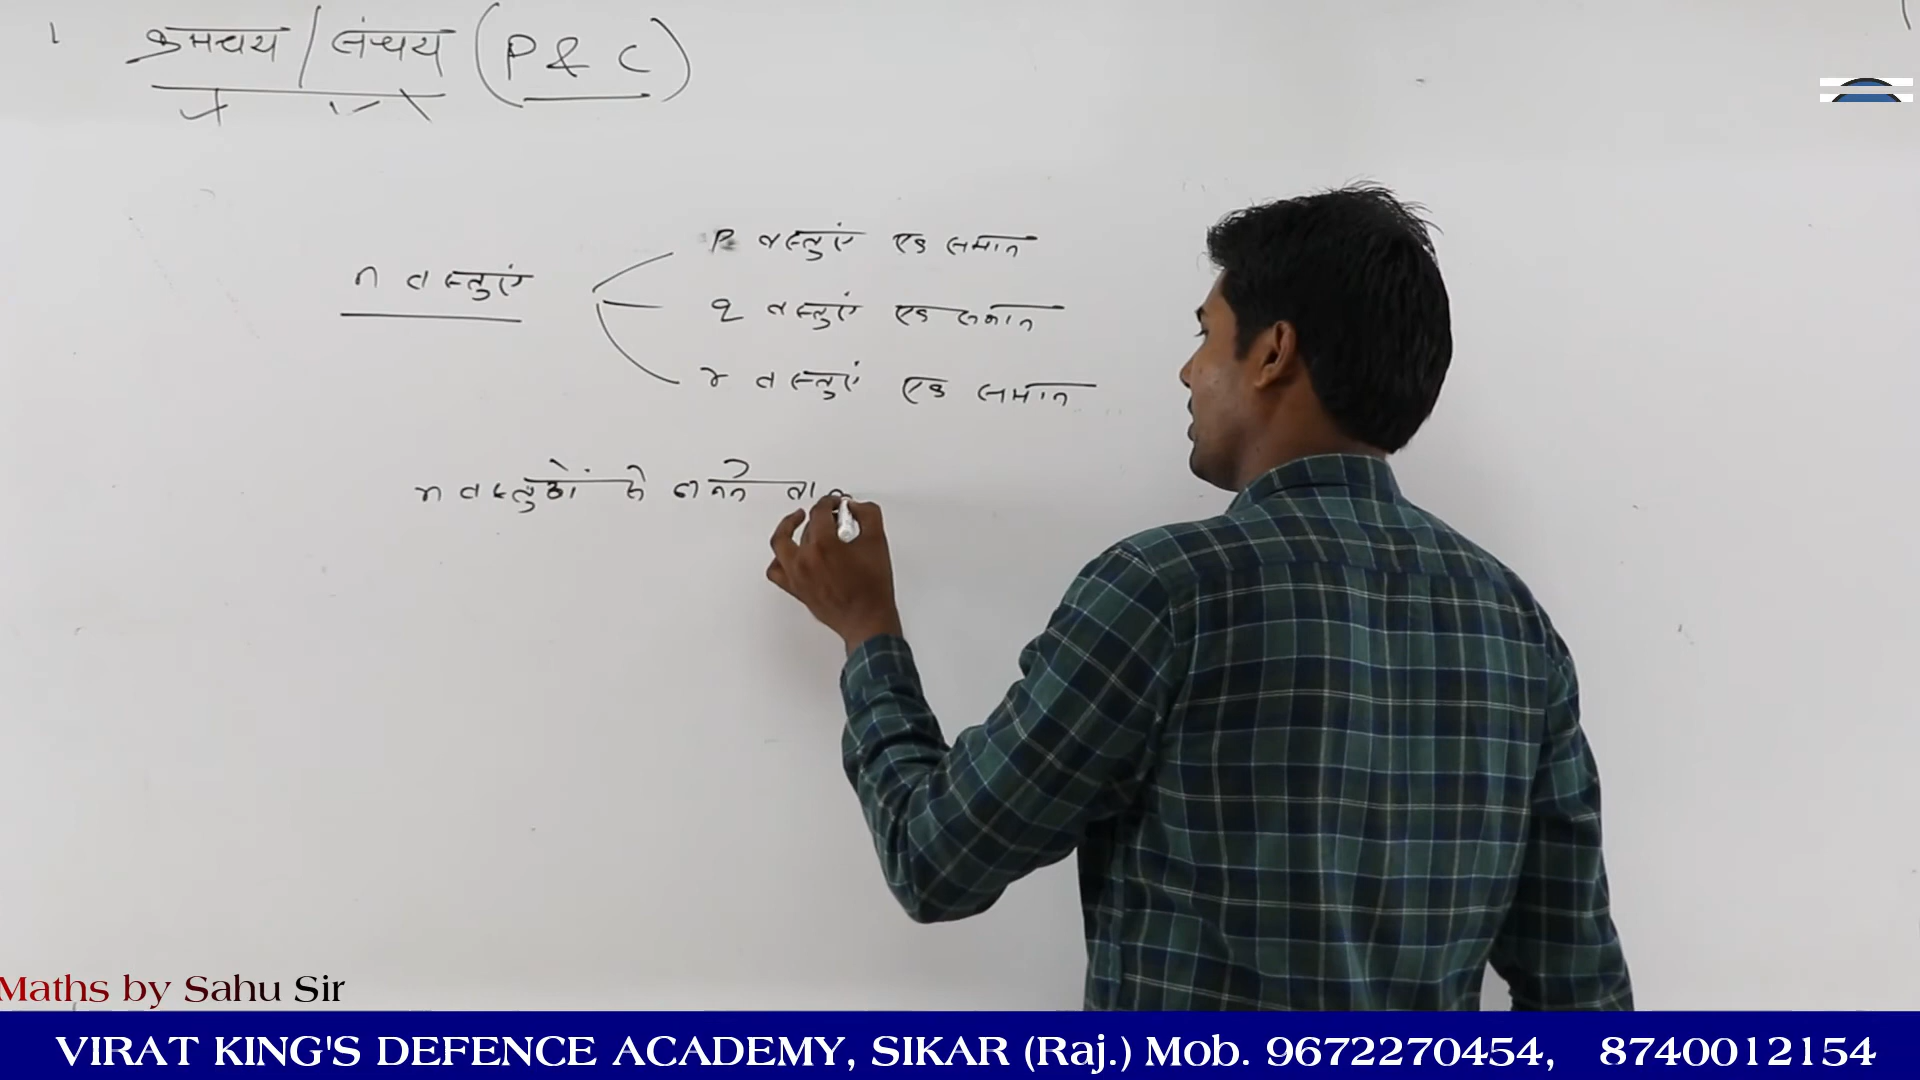 क्रमचय / संचय (P & C)
p वस्तुएं एक समान
n वस्तुएं
q वस्तुएं एक समान
r वस्तुएं एक समान
n वस्तुओं से बनने
Maths by Sahu Sir
VIRAT KING'S DEFENCE ACADEMY, SIKAR (Raj.) Mob. 9672270454, 8740012154